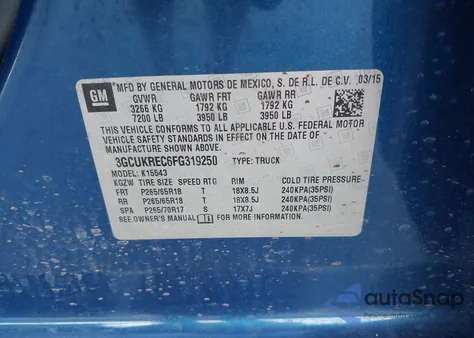 GM
MFD BY GENERAL MOTORS DE MEXICO, S. DE R.L. DE C.V. 03/15
GVWR GAWR FRT GAWR RR
3266 KG 1792 KG 1792 KG
7200 LB 3950 LB 3950 LB
THIS VEHICLE CONFORMS TO ALL APPLICABLE U.S. FEDERAL MOTOR
VEHICLE SAFETY STANDARDS IN EFFECT ON THE DATE OF
MANUFACTURE SHOWN ABOVE.
3GCUKREC6FG319250 TYPE: TRUCK
MODEL: K15543
KGZW TIRE SIZE SPEED RTG RIM COLD TIRE PRESSURE
FRT P265/65R18 T 18X8.5J 240KPA(35PSI)
RR P265/65R18 T 18X8.5J 240KPA(35PSI)
SPA P255/70R17 S 17X7J 240KPA(35PSI)
SEE OWNER'S MANUAL FOR MORE INFORMATION.
autoSnap